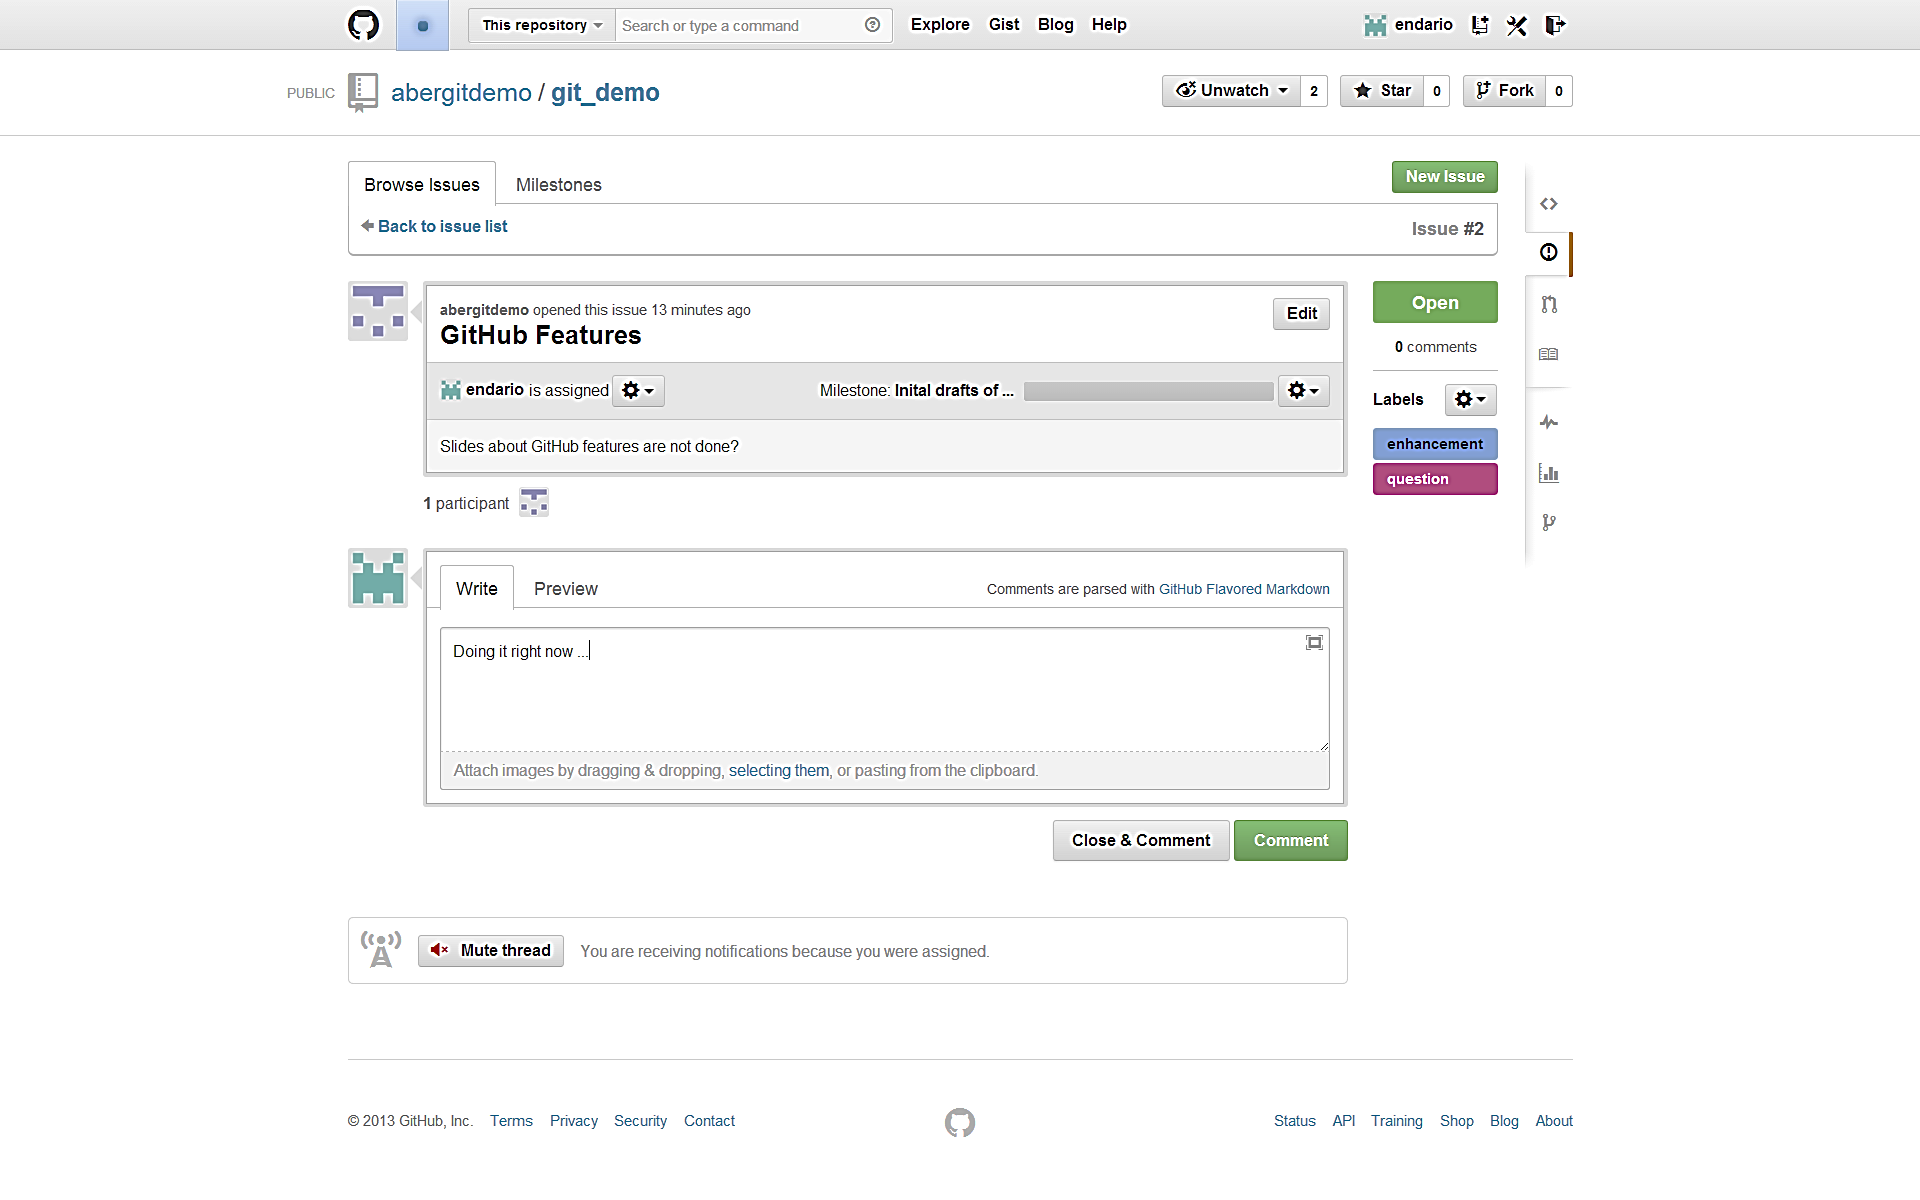 This repository Search or type a command Explore Gist Blog Help endario
PUBLIC abergitdemo / git_demo Unwatch 2 Star 0 Fork 0
Browse Issues Milestones New Issue
Back to issue list Issue #2
abergitdemo opened this issue 13 minutes ago Edit
GitHub Features
endario is assigned Milestone: Inital drafts of ...
Slides about GitHub features are not done?
1 participant
Open
0 comments
Labels
enhancement
question
Write Preview Comments are parsed with GitHub Flavored Markdown
Doing it right now ...
Attach images by dragging & dropping, selecting them, or pasting from the clipboard.
Close & Comment Comment
Mute thread You are receiving notifications because you were assigned.
© 2013 GitHub, Inc. Terms Privacy Security Contact Status API Training Shop Blog About